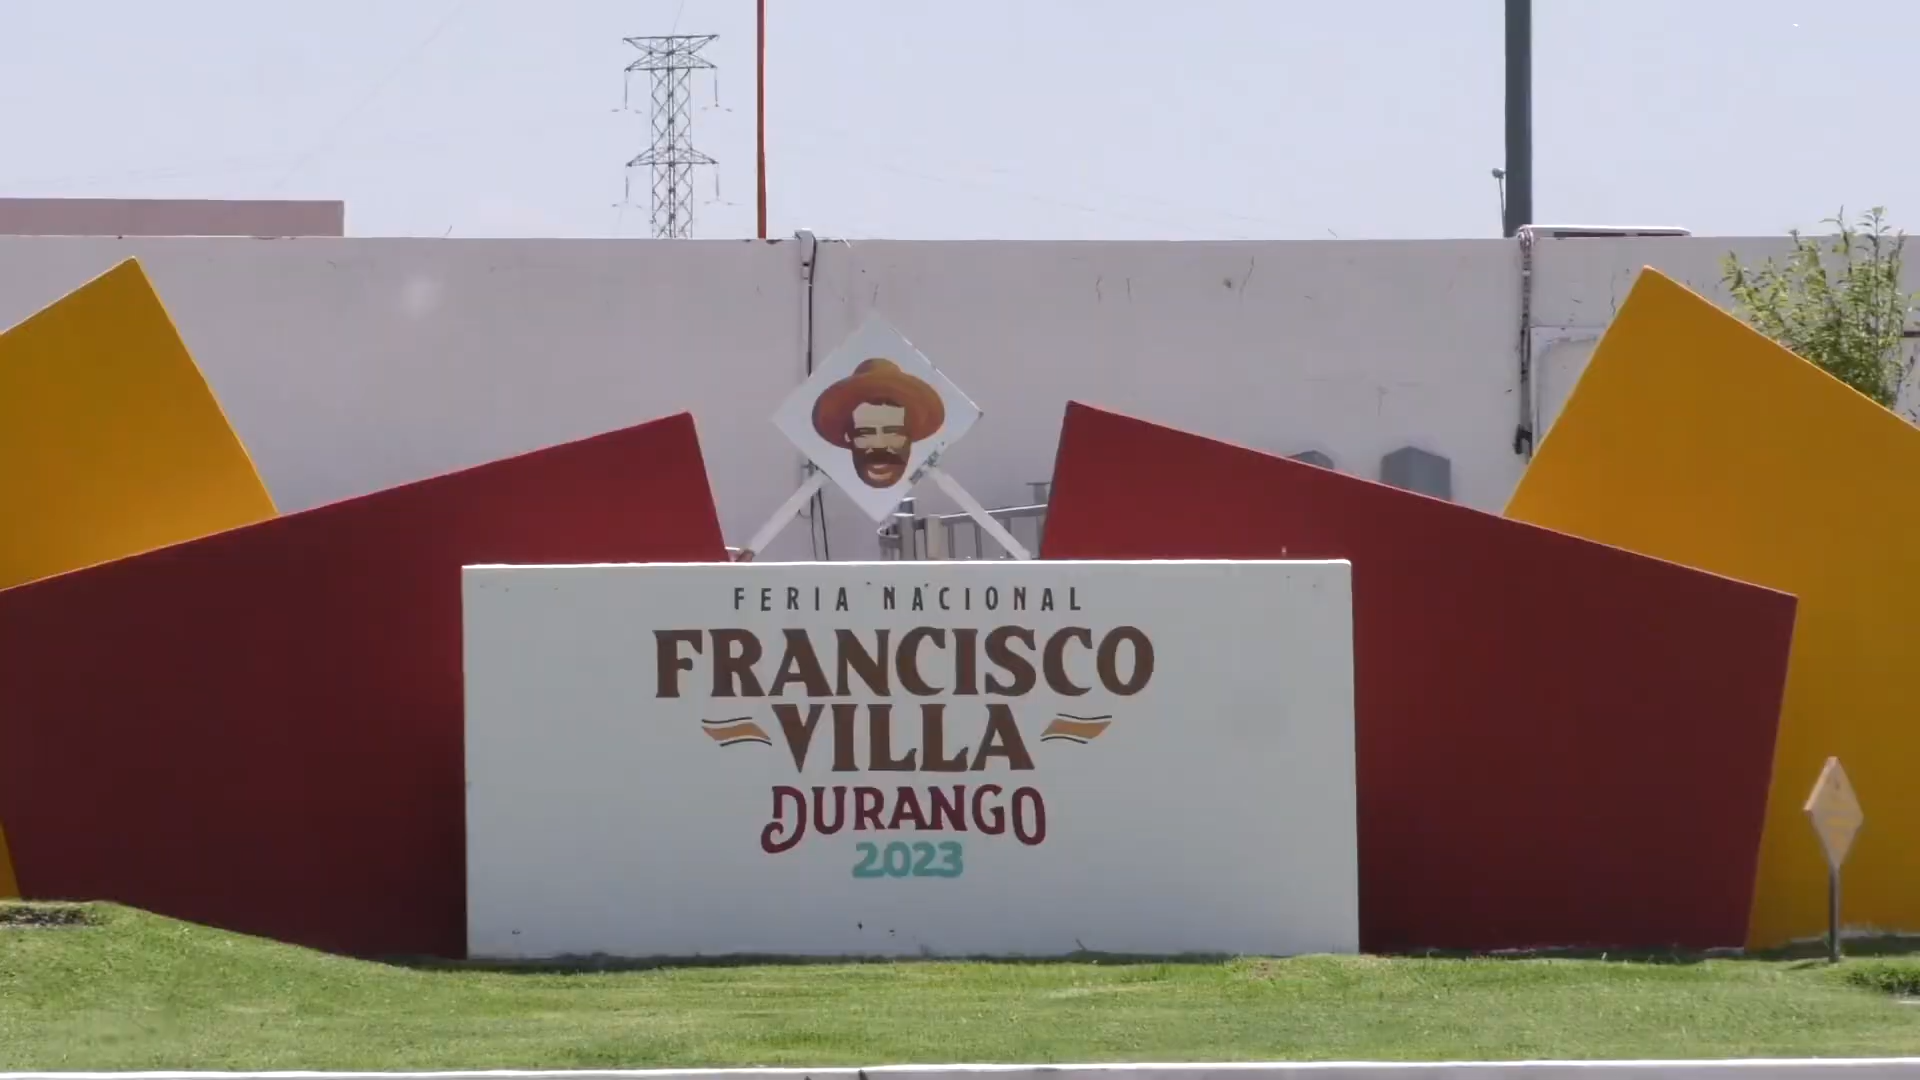 FERIA NACIONAL
FRANCISCO
VILLA
DURANGO
2023